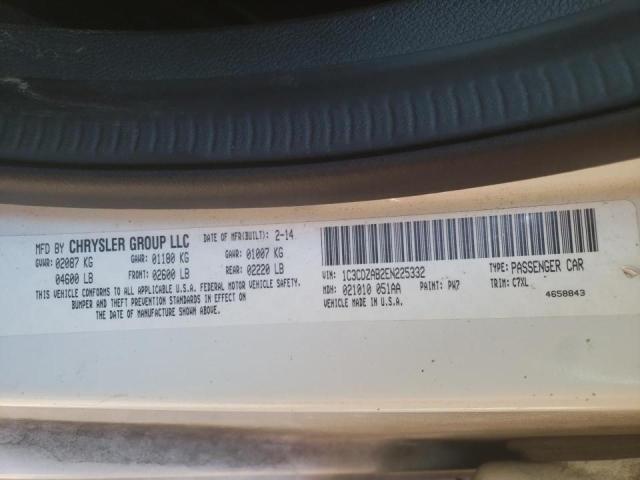 MFD BY CHRYSLER GROUP LLC DATE OF MFR(BUILT): 2-14
GVWR: 02087 KG GAWR: 01180 KG GAWR: 01007 KG
04600 LB FRONT: 02600 LB REAR: 02220 LB
THIS VEHICLE CONFORMS TO ALL APPLICABLE U.S.A. FEDERAL MOTOR VEHICLE SAFETY,
BUMPER AND THEFT PREVENTION STANDARDS IN EFFECT ON
THE DATE OF MANUFACTURE SHOWN ABOVE.
VIN: 1C3CDZAB2EN225332 TYPE: PASSENGER CAR
MDH: 021010 051AA PAINT: PW7 TRIM: C7XL
VEHICLE MADE IN U.S.A. 4658843